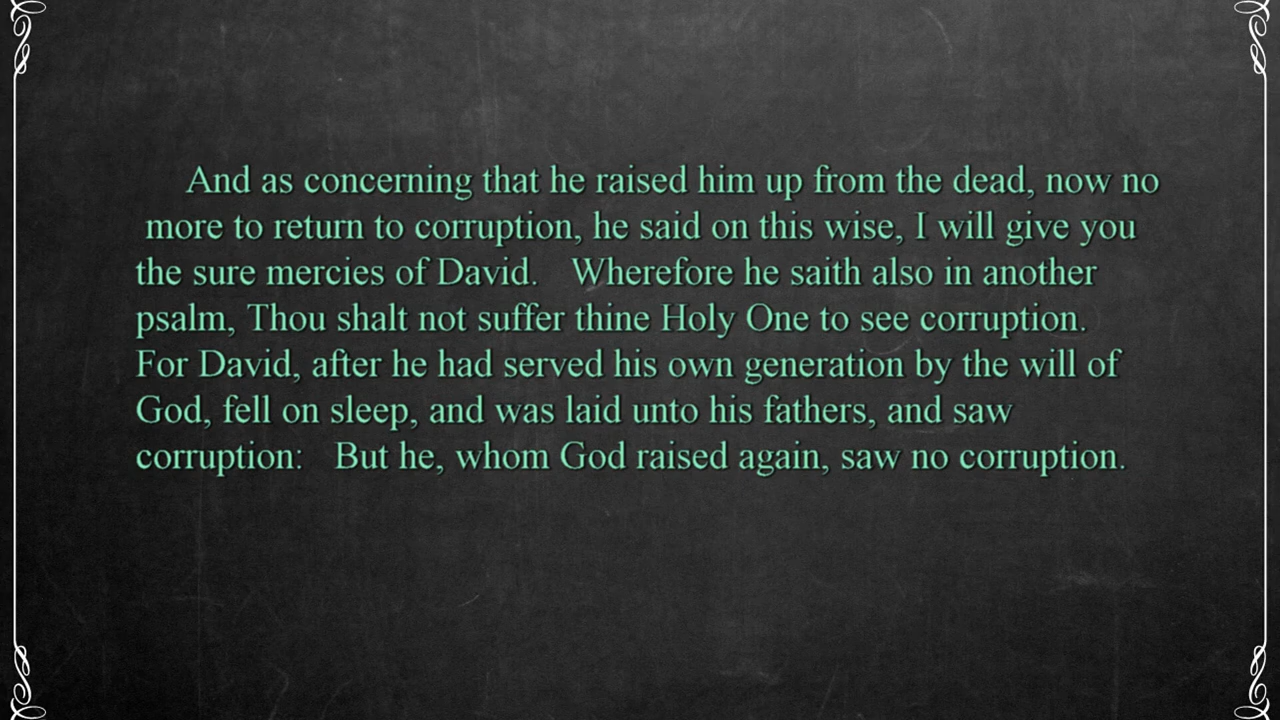 And as concerning that he raised him up from the dead, now no
more to return to corruption, he said on this wise, I will give you
the sure mercies of David. Wherefore he saith also in another
psalm, Thou shalt not suffer thine Holy One to see corruption.
For David, after he had served his own generation by the will of
God, fell on sleep, and was laid unto his fathers, and saw
corruption: But he, whom God raised again, saw no corruption.